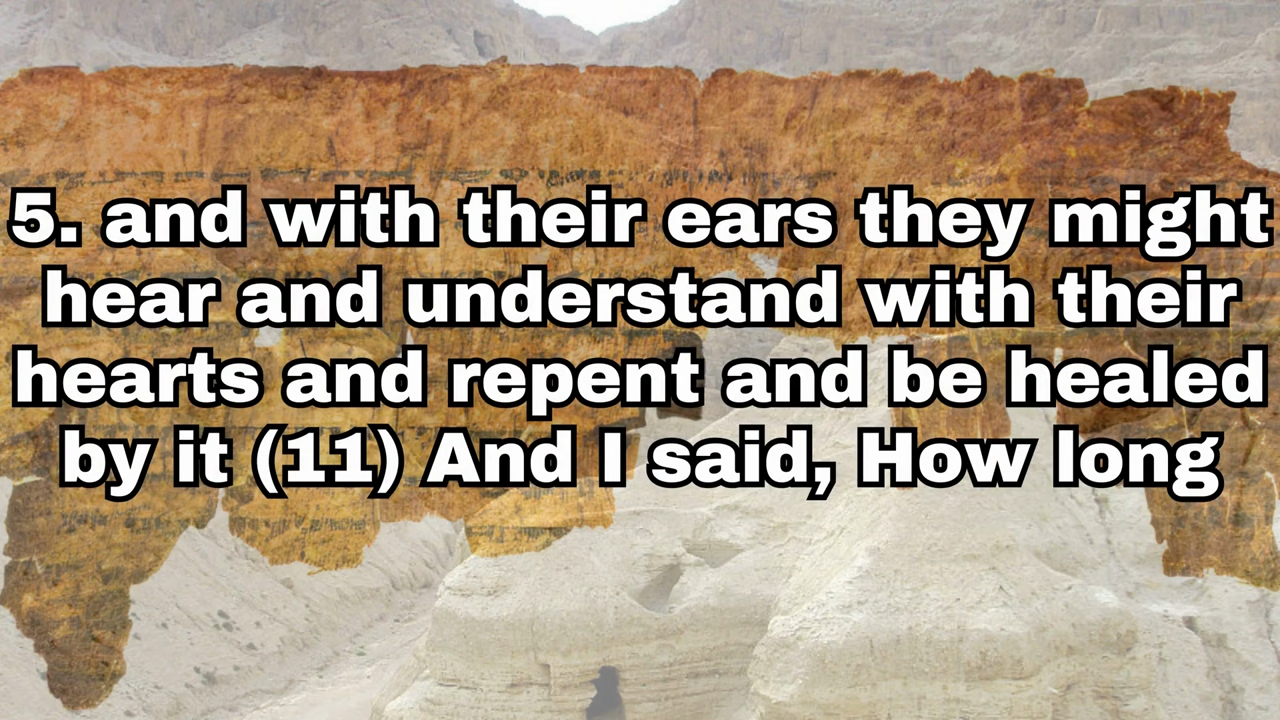 5. and with their ears they might
hear and understand with their
hearts and repent and be healed
by it (11) And I said, How long